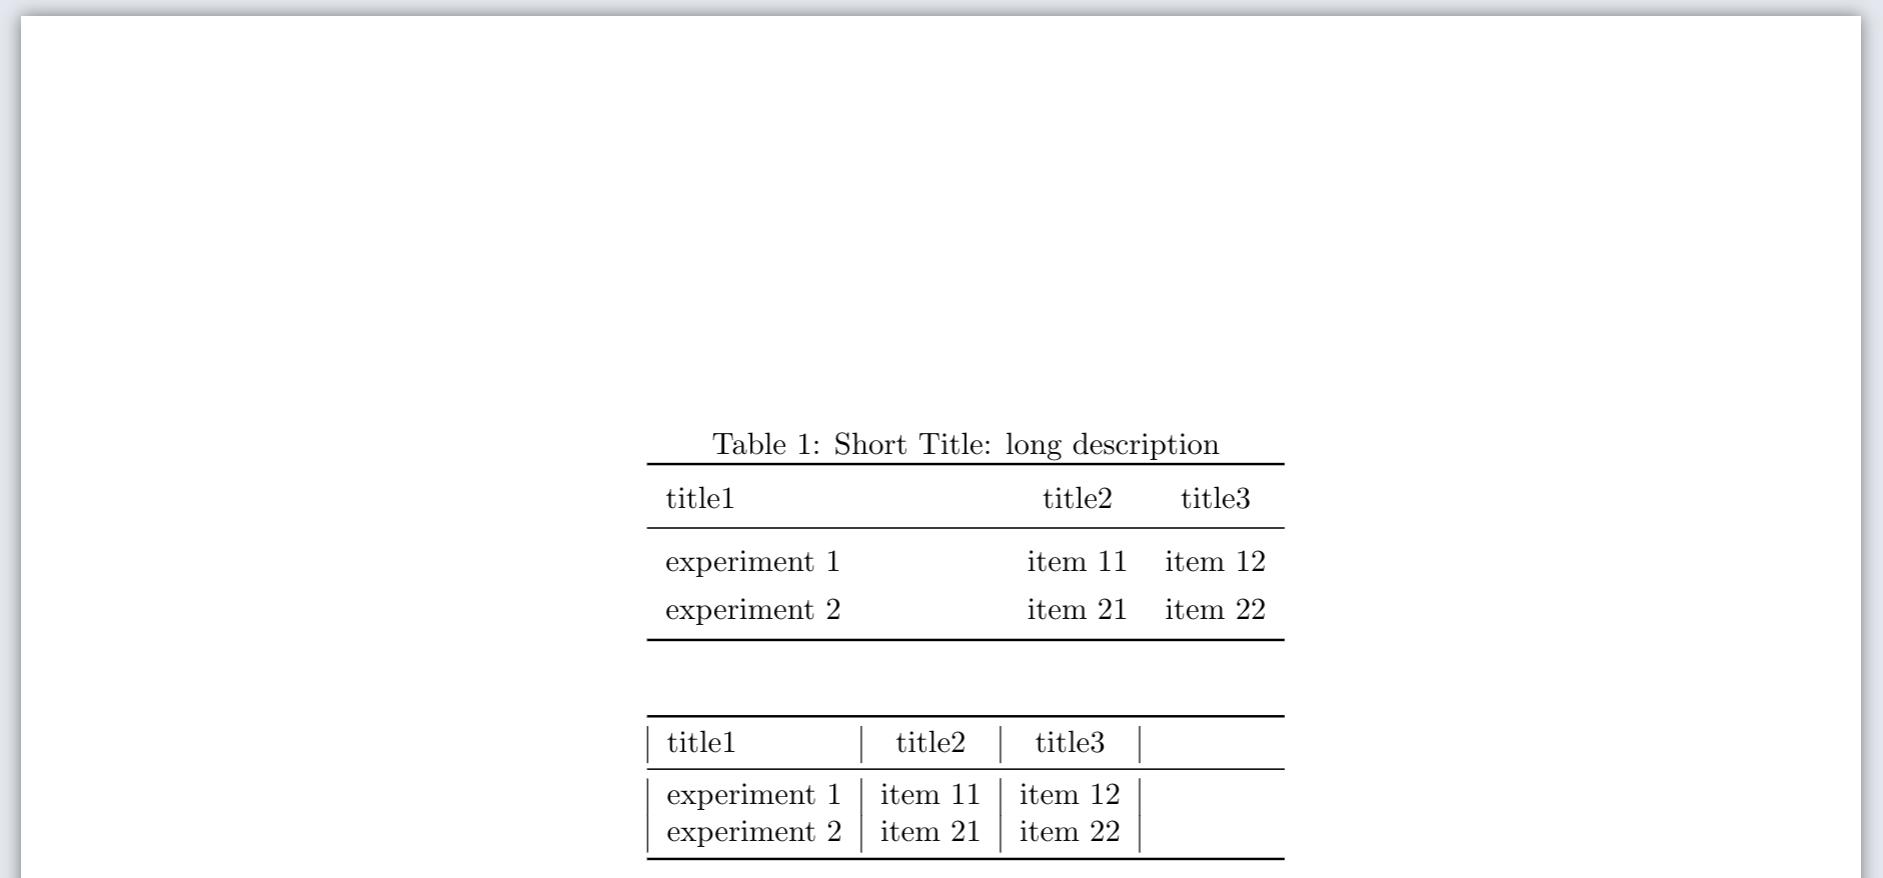 Table 1: Short Title: long description
title1 title2 title3
experiment 1 item 11 item 12
experiment 2 item 21 item 22
title1 title2 title3
experiment 1 item 11 item 12
experiment 2 item 21 item 22